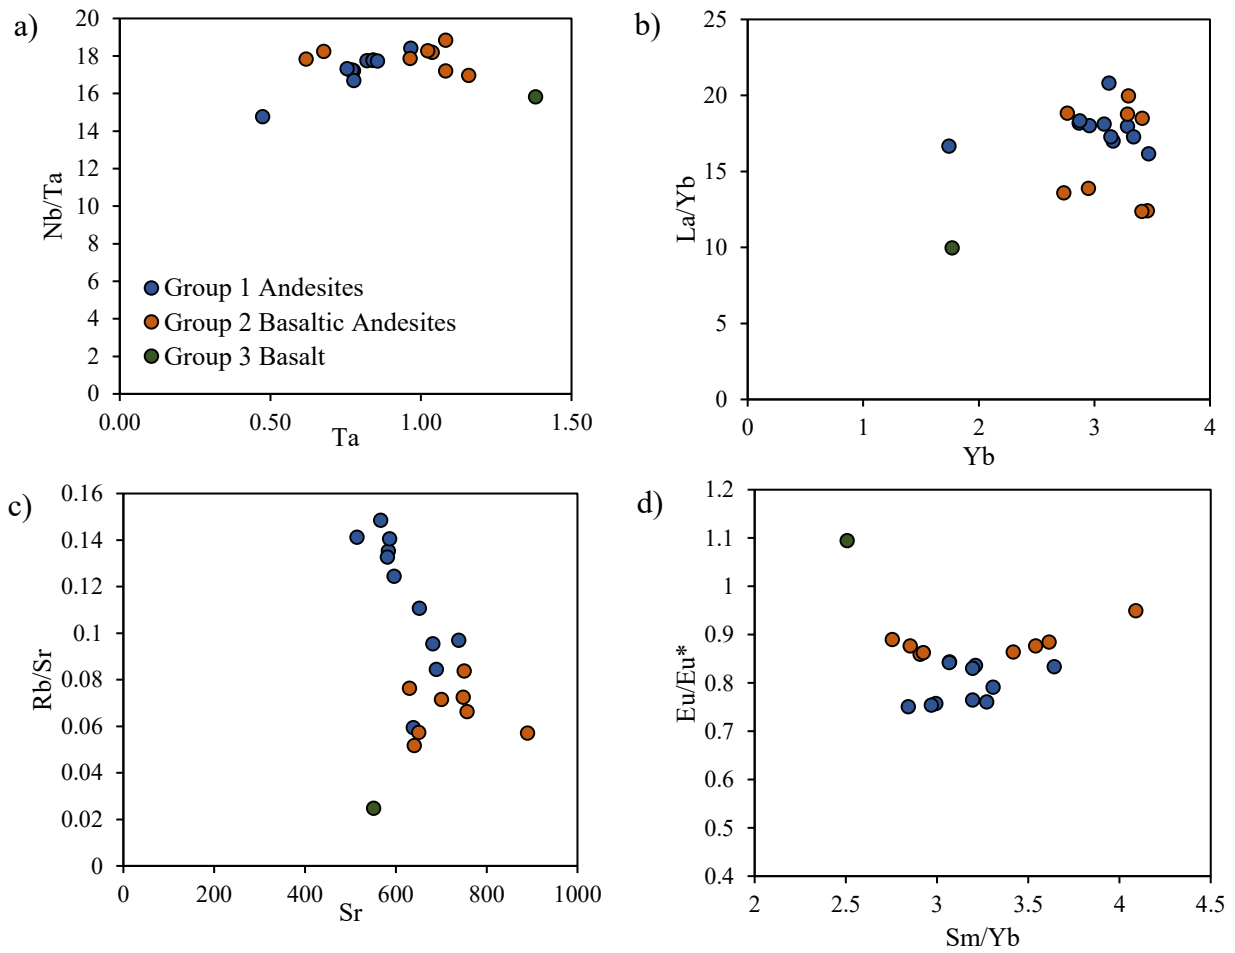 a)
20
18
16
14
12
10
8
6
4
2
0
Nb/Ta
Group 1 Andesites
Group 2 Basaltic Andesites
Group 3 Basalt
0.00 0.50 1.00 1.50
Ta
b)
25
20
15
10
5
0
La/Yb
0 1 2 3 4
Yb
c)
0.16
0.14
0.12
0.1
0.08
0.06
0.04
0.02
0
Rb/Sr
0 200 400 600 800 1000
Sr
d)
1.2
1.1
1
0.9
0.8
0.7
0.6
0.5
0.4
Eu/Eu*
2 2.5 3 3.5 4 4.5
Sm/Yb